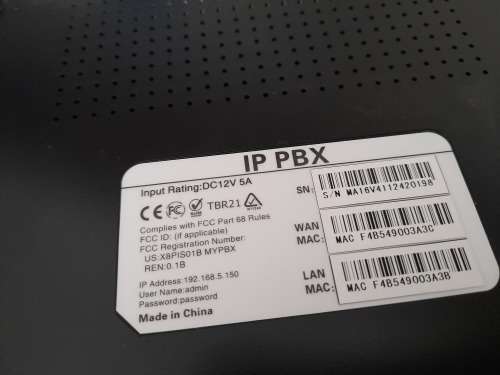 IP PBX
Input Rating:DC12V 5A
CE FC TBR21
Complies with FCC Part 68 Rules
FCC ID: (if applicable)
FCC Registration Number:
US:X8PIS01B MYPBX
REN:0.1B
IP Address:192.168.5.150
User Name:admin
Password:password
Made in China
SN:
S/N MA16V4112420198
WAN
MAC:
MAC F4B549003A3C
LAN
MAC:
MAC F4B549003A3B